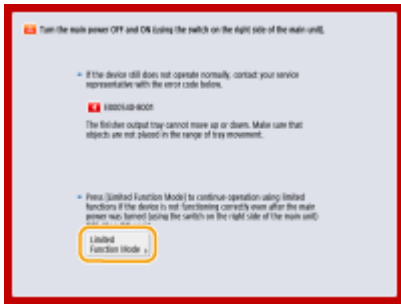 Turn the main power OFF and ON (using the switch on the right side of the main unit).
If the device still does not operate normally, contact your service
representative with the error code below.
E000540-8001
The finisher output tray cannot move up or down. Make sure that
objects are not placed in the range of tray movement.
Press [Limited Function Mode] to continue operation using limited
functions if the device is not functioning correctly even after the main
power was turned (using the switch on the right side of the main unit)
Limited
Function Mode